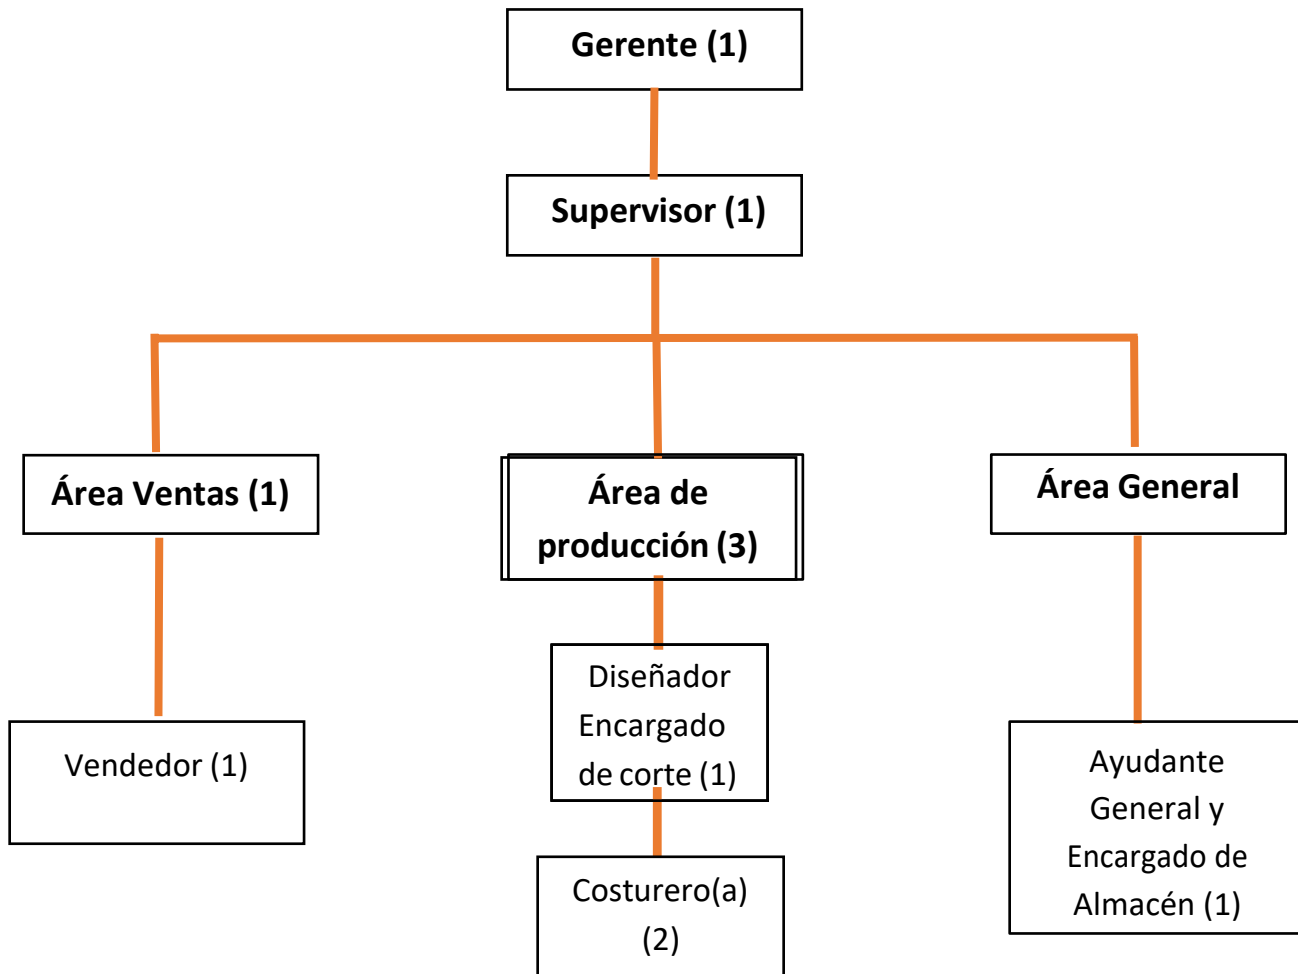 Gerente (1)
Supervisor (1)
Área Ventas (1)
Área de
producción (3)
Área General
Vendedor (1)
Diseñador
Encargado
de corte (1)
Costurero(a)
(2)
Ayudante
General y
Encargado de
Almacén (1)